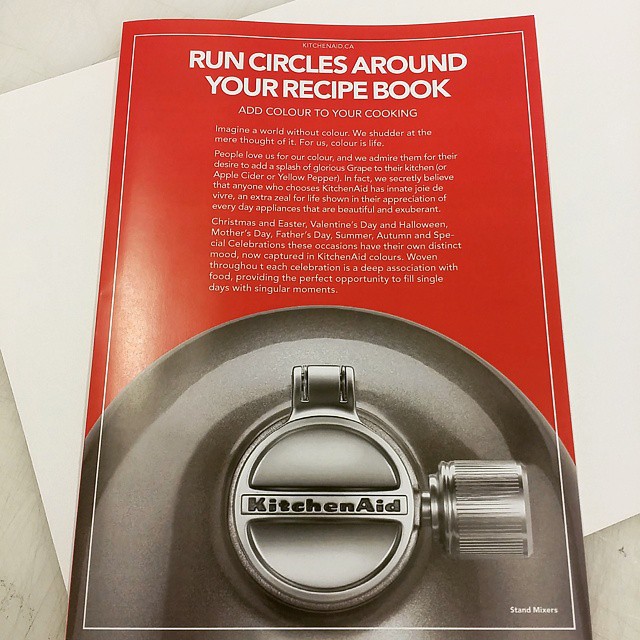 KITCHENAID.CA
RUN CIRCLES AROUND
YOUR RECIPE BOOK
ADD COLOUR TO YOUR COOKING
Imagine a world without colour. We shudder at the
mere thought of it. For us, colour is life.
People love us for our colour, and we admire them for their
desire to add a splash of glorious Grape to their kitchen (or
Apple Cider or Yellow Pepper). In fact, we secretly believe
that anyone who chooses KitchenAid has innate joie de
vivre, an extra zeal for life shown in their appreciation of
every day appliances that are beautiful and exuberant.
Christmas and Easter, Valentine's Day and Halloween,
Mother's Day, Father's Day, Summer, Autumn and Spe-
cial Celebrations these occasions have their own distinct
mood, now captured in KitchenAid colours. Woven
throughou t each celebration is a deep association with
food, providing the perfect opportunity to fill single
days with singular moments.
KitchenAid
Stand Mixers